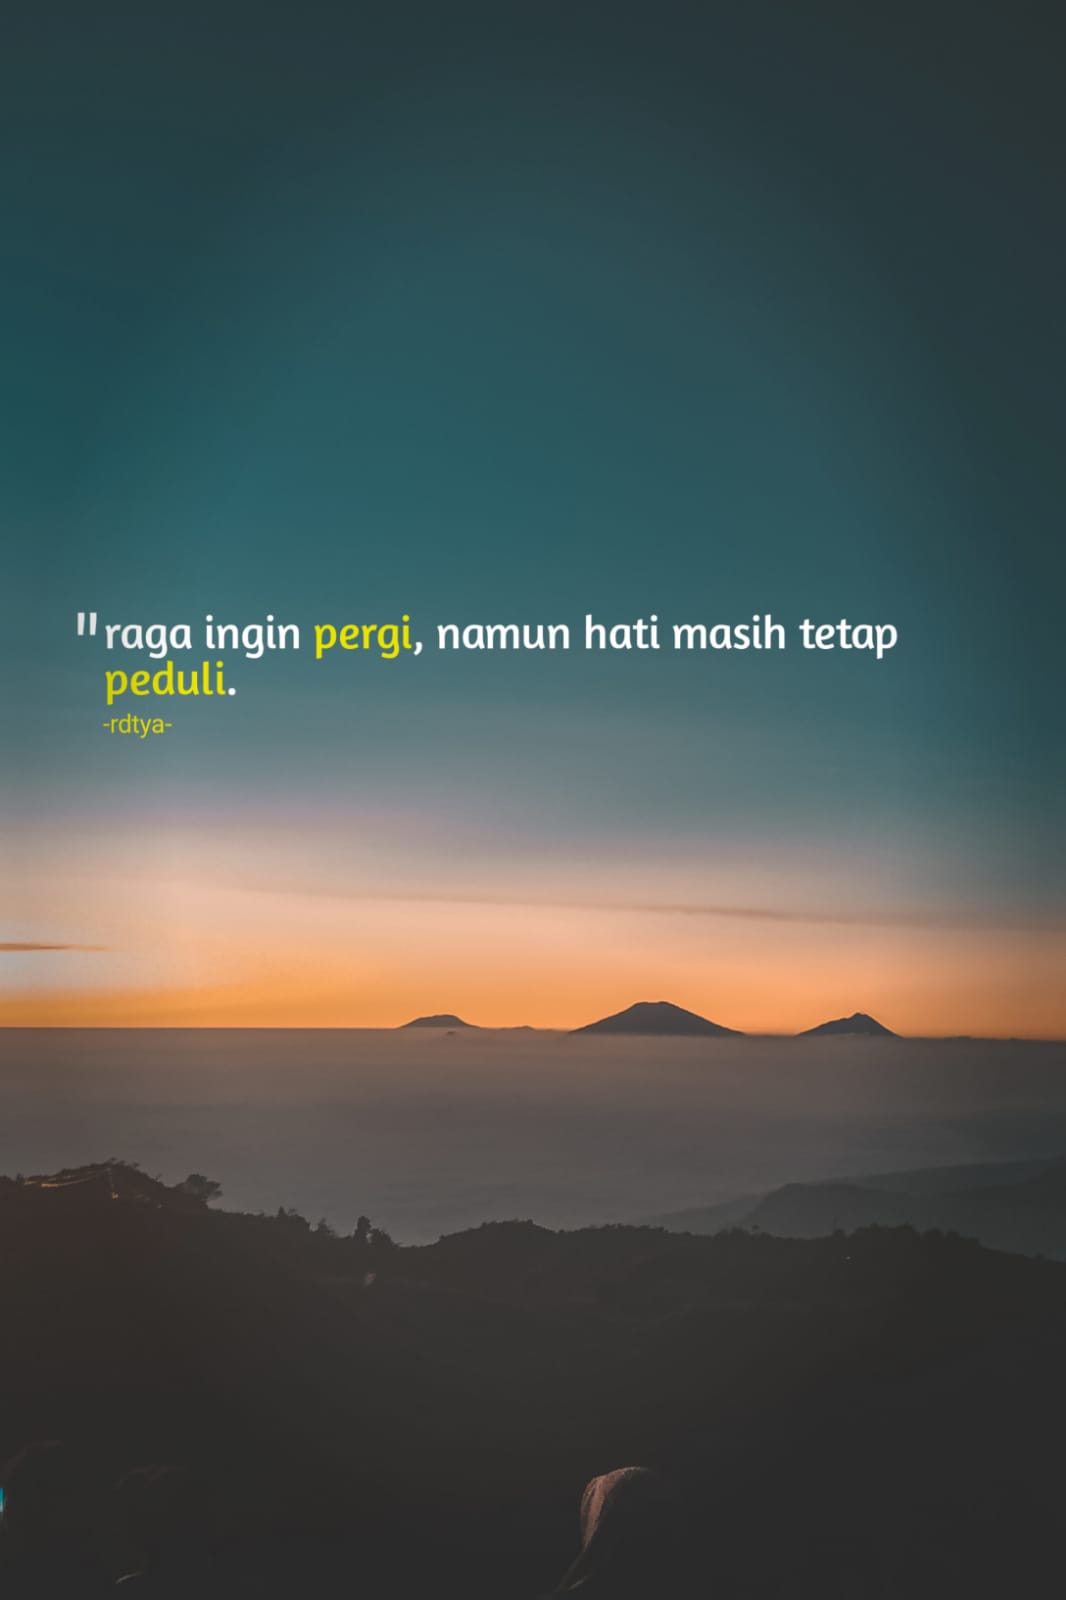 "raga ingin pergi, namun hati masih tetap
peduli.
-rdtya-